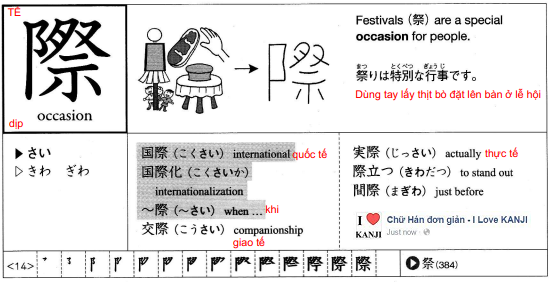 TẾ
際
occasion
dịp
Festivals (祭) are a special
occasion for people.
まつ とくべつ ぎょうじ
祭りは特別な行事です。
Dùng tay lấy thịt bò đặt lên bàn ở lễ hội
▶さい
▷きわ ぎわ
国際(こくさい) international quốc tế
国際化(こくさいか)
internationalization
～際(～さい) when … khi
交際(こうさい) companionship
giao tế
実際(じっさい) actually thực tế
際立つ(きわだつ) to stand out
間際(まぎわ) just before
I ❤ KANJI
Chữ Hán đơn giản - I Love KANJI
Just now
<14>
祭(384)